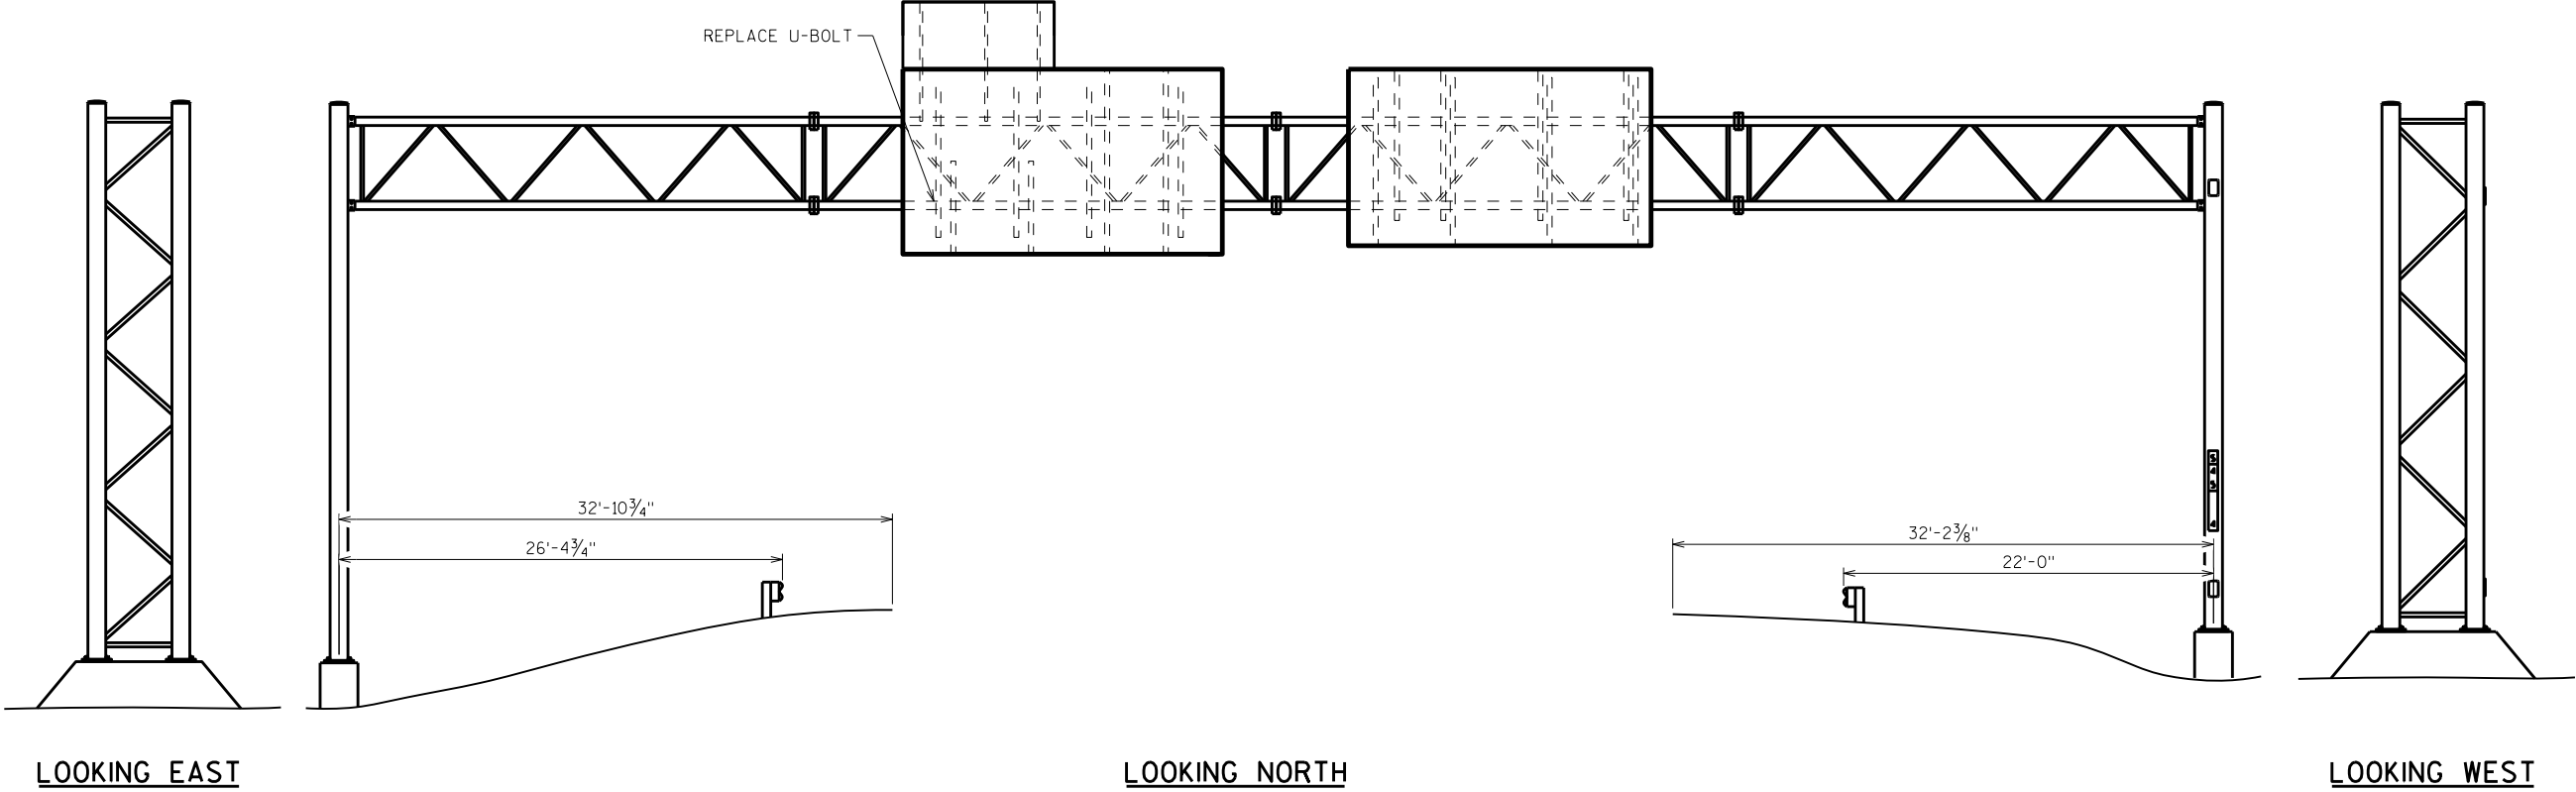 REPLACE U-BOLT
32'-10¾"
26'-4¾"
32'-2⅜"
22'-0"
LOOKING EAST
LOOKING NORTH
LOOKING WEST